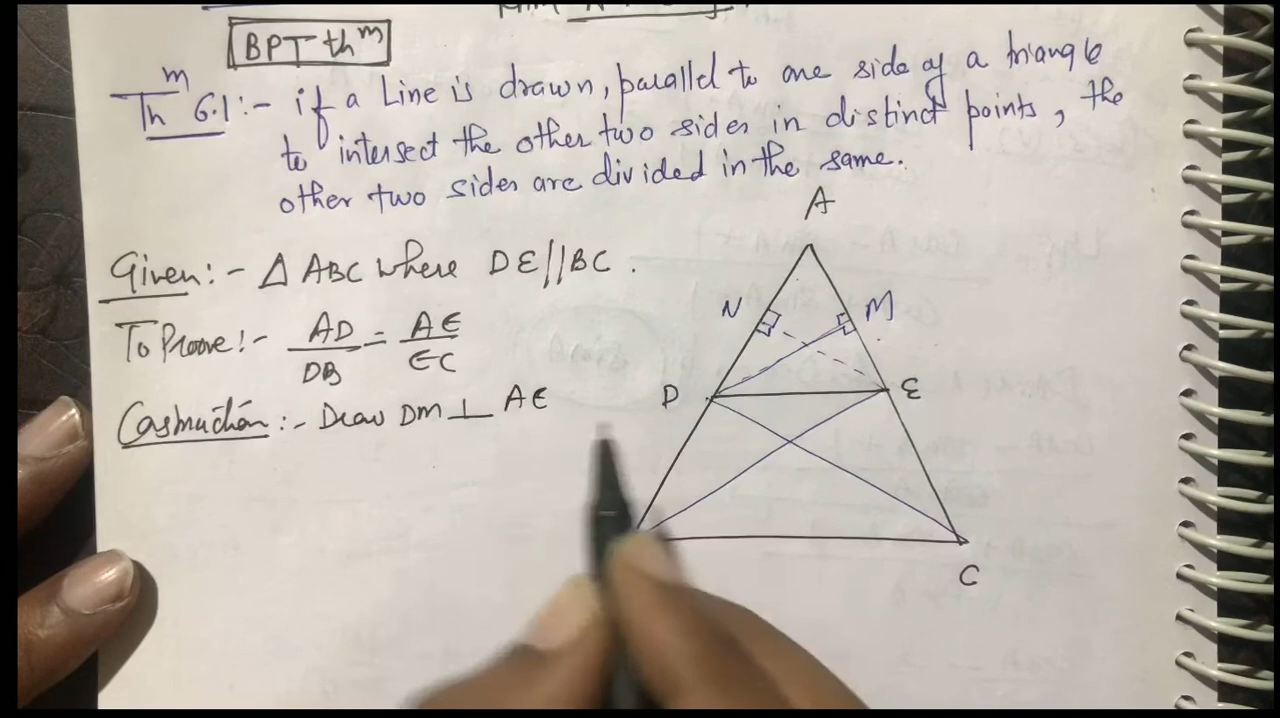 BPT thm
Thm 6.1:- if a Line is drawn, parallel to one side of a triangle
to intersect the other two sides in distinct points, the
other two sides are divided in the same.
A
Given:- △ ABC where DE//BC.
N M
To Prove:- AD/DB = AE/EC
D E
Construction:- Draw DM ⊥ AE
C